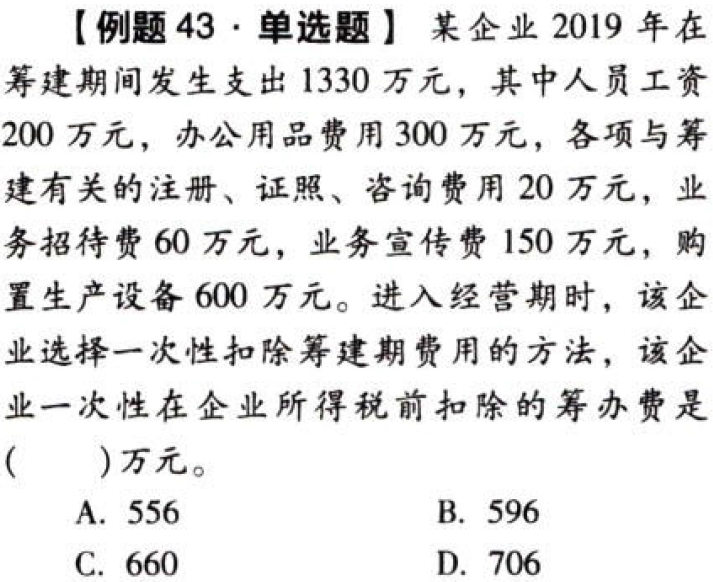 【例题 43·单选题】 某企业 2019 年在
筹建期间发生支出 1330 万元，其中人员工资
200 万元，办公用品费用 300 万元，各项与筹
建有关的注册、证照、咨询费用 20 万元，业
务招待费 60 万元，业务宣传费 150 万元，购
置生产设备 600 万元。进入经营期时，该企
业选择一次性扣除筹建期费用的方法，该企
业一次性在企业所得税前扣除的筹办费是
(　　)万元。
A. 556　　B. 596
C. 660　　D. 706